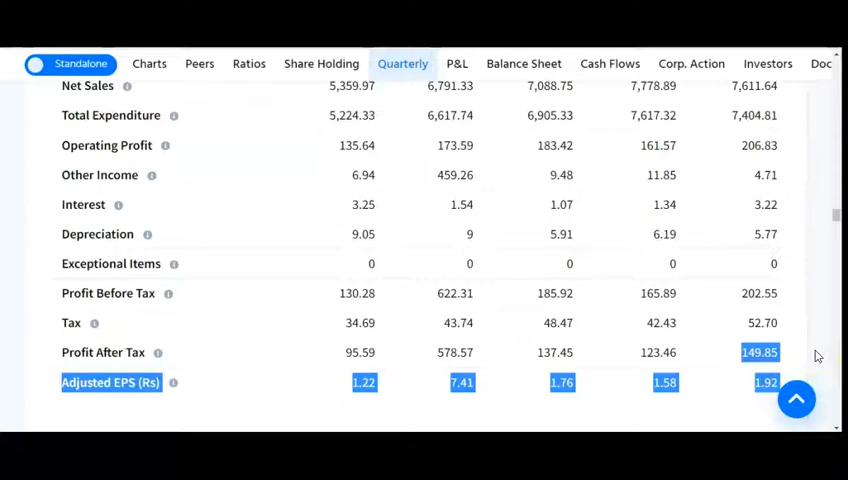 Standalone Charts Peers Ratios Share Holding Quarterly P&L Balance Sheet Cash Flows Corp. Action Investors Doc
Net Sales 5,359.97 6,791.33 7,088.75 7,778.89 7,611.64
Total Expenditure 5,224.33 6,617.74 6,905.33 7,617.32 7,404.81
Operating Profit 135.64 173.59 183.42 161.57 206.83
Other Income 6.94 459.26 9.48 11.85 4.71
Interest 3.25 1.54 1.07 1.34 3.22
Depreciation 9.05 9 5.91 6.19 5.77
Exceptional Items 0 0 0 0 0
Profit Before Tax 130.28 622.31 185.92 165.89 202.55
Tax 34.69 43.74 48.47 42.43 52.70
Profit After Tax 95.59 578.57 137.45 123.46 149.85
Adjusted EPS (Rs) 1.22 7.41 1.76 1.58 1.92